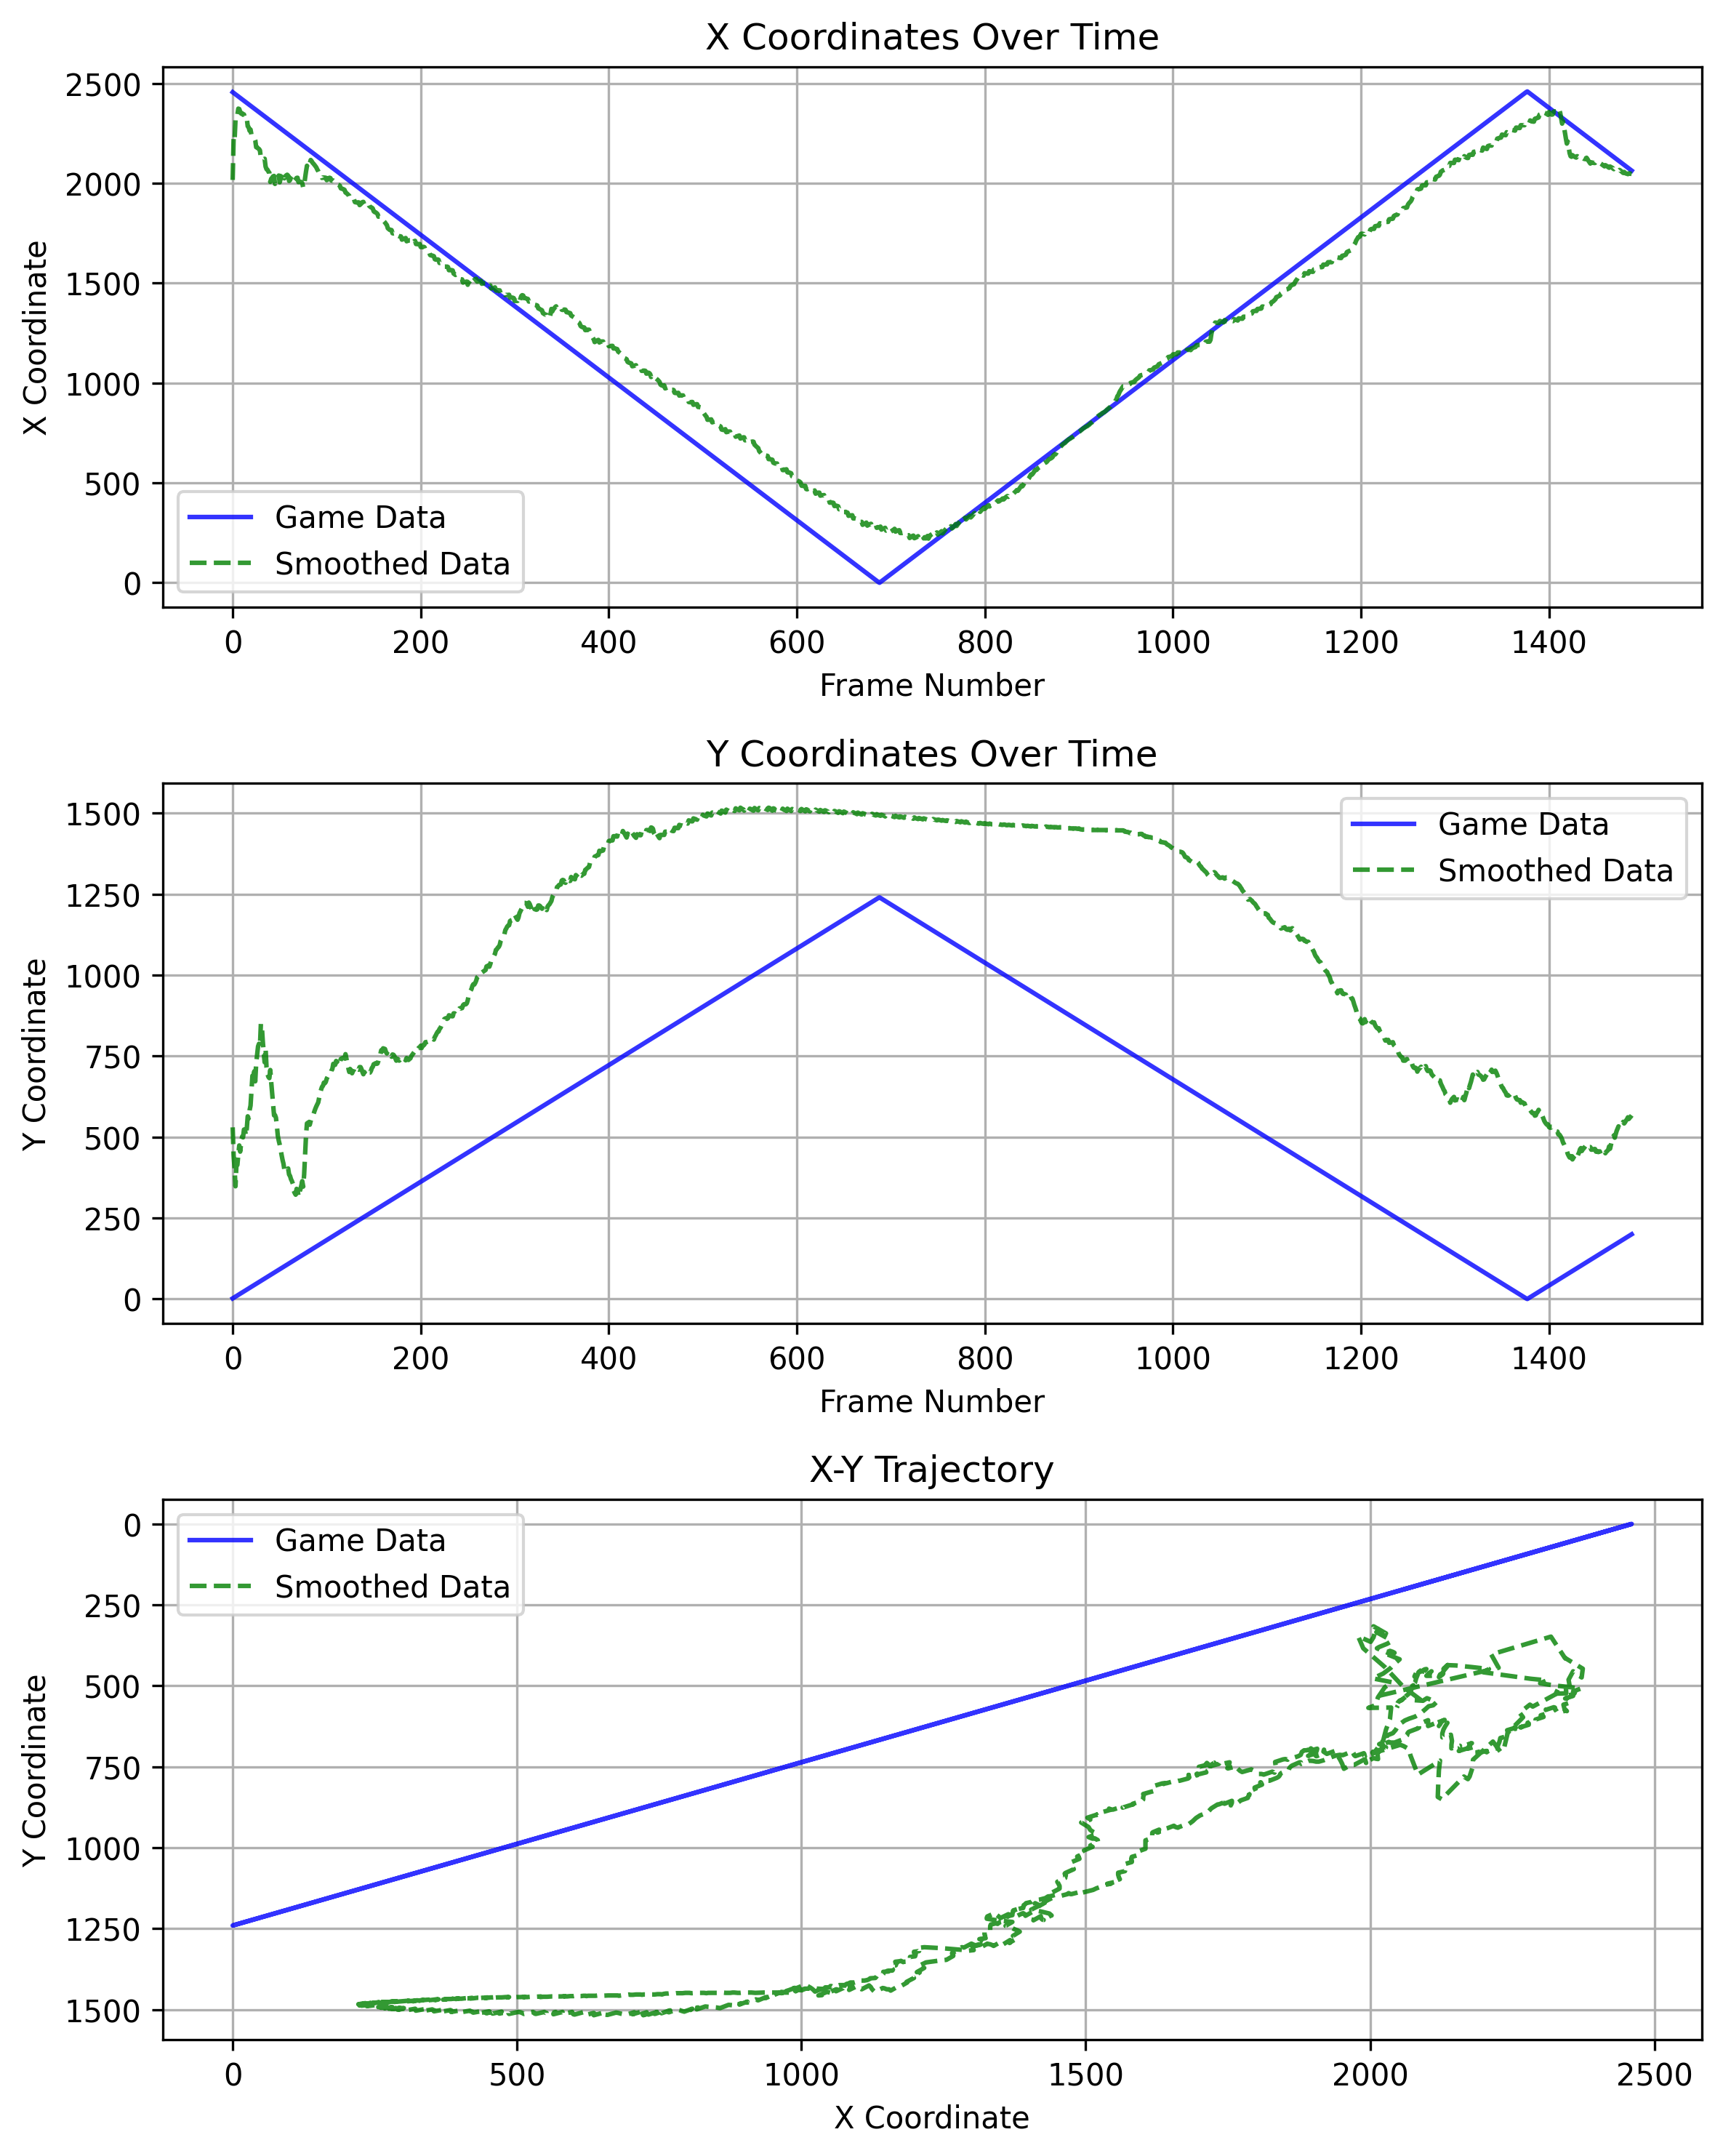 X Coordinates Over Time
2500
2000
1500
1000
500
0
X Coordinate
Game Data
Smoothed Data
0 200 400 600 800 1000 1200 1400
Frame Number
Y Coordinates Over Time
1500
1250
1000
750
500
250
0
Y Coordinate
Game Data
Smoothed Data
0 200 400 600 800 1000 1200 1400
Frame Number
X-Y Trajectory
0
250
500
750
1000
1250
1500
Y Coordinate
Game Data
Smoothed Data
0 500 1000 1500 2000 2500
X Coordinate